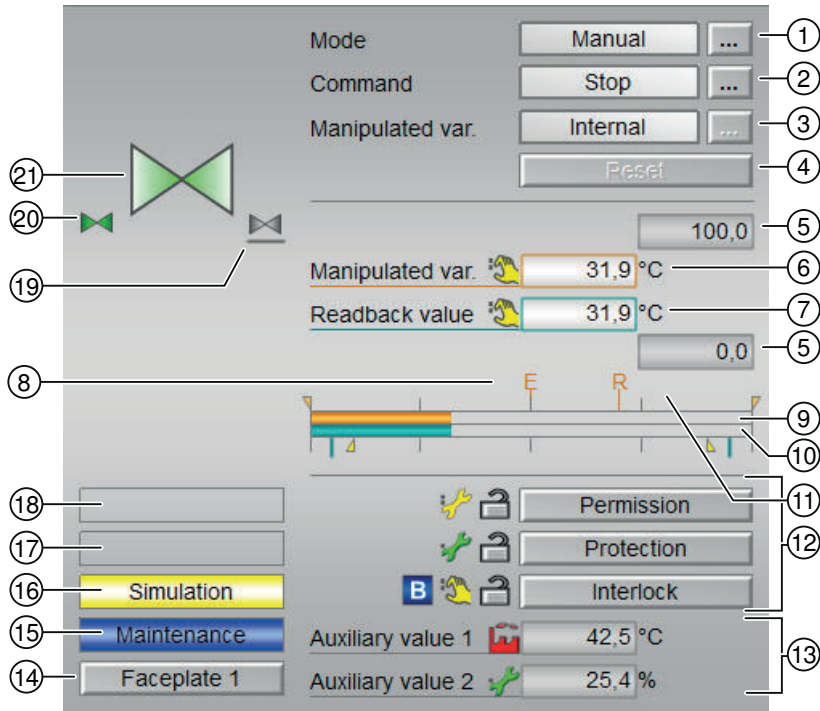 Mode Manual ... 1
Command Stop ... 2
Manipulated var. Internal ... 3
Reset 4
21
20
19
100,0 5
Manipulated var. 31,9 °C 6
Readback value 31,9 °C 7
0,0 5
8 E R
9
10
11
12
18 Permission
17 Protection
16 Simulation B Interlock
15 Maintenance Auxiliary value 1 42,5 °C
13
14 Faceplate 1 Auxiliary value 2 25,4 %